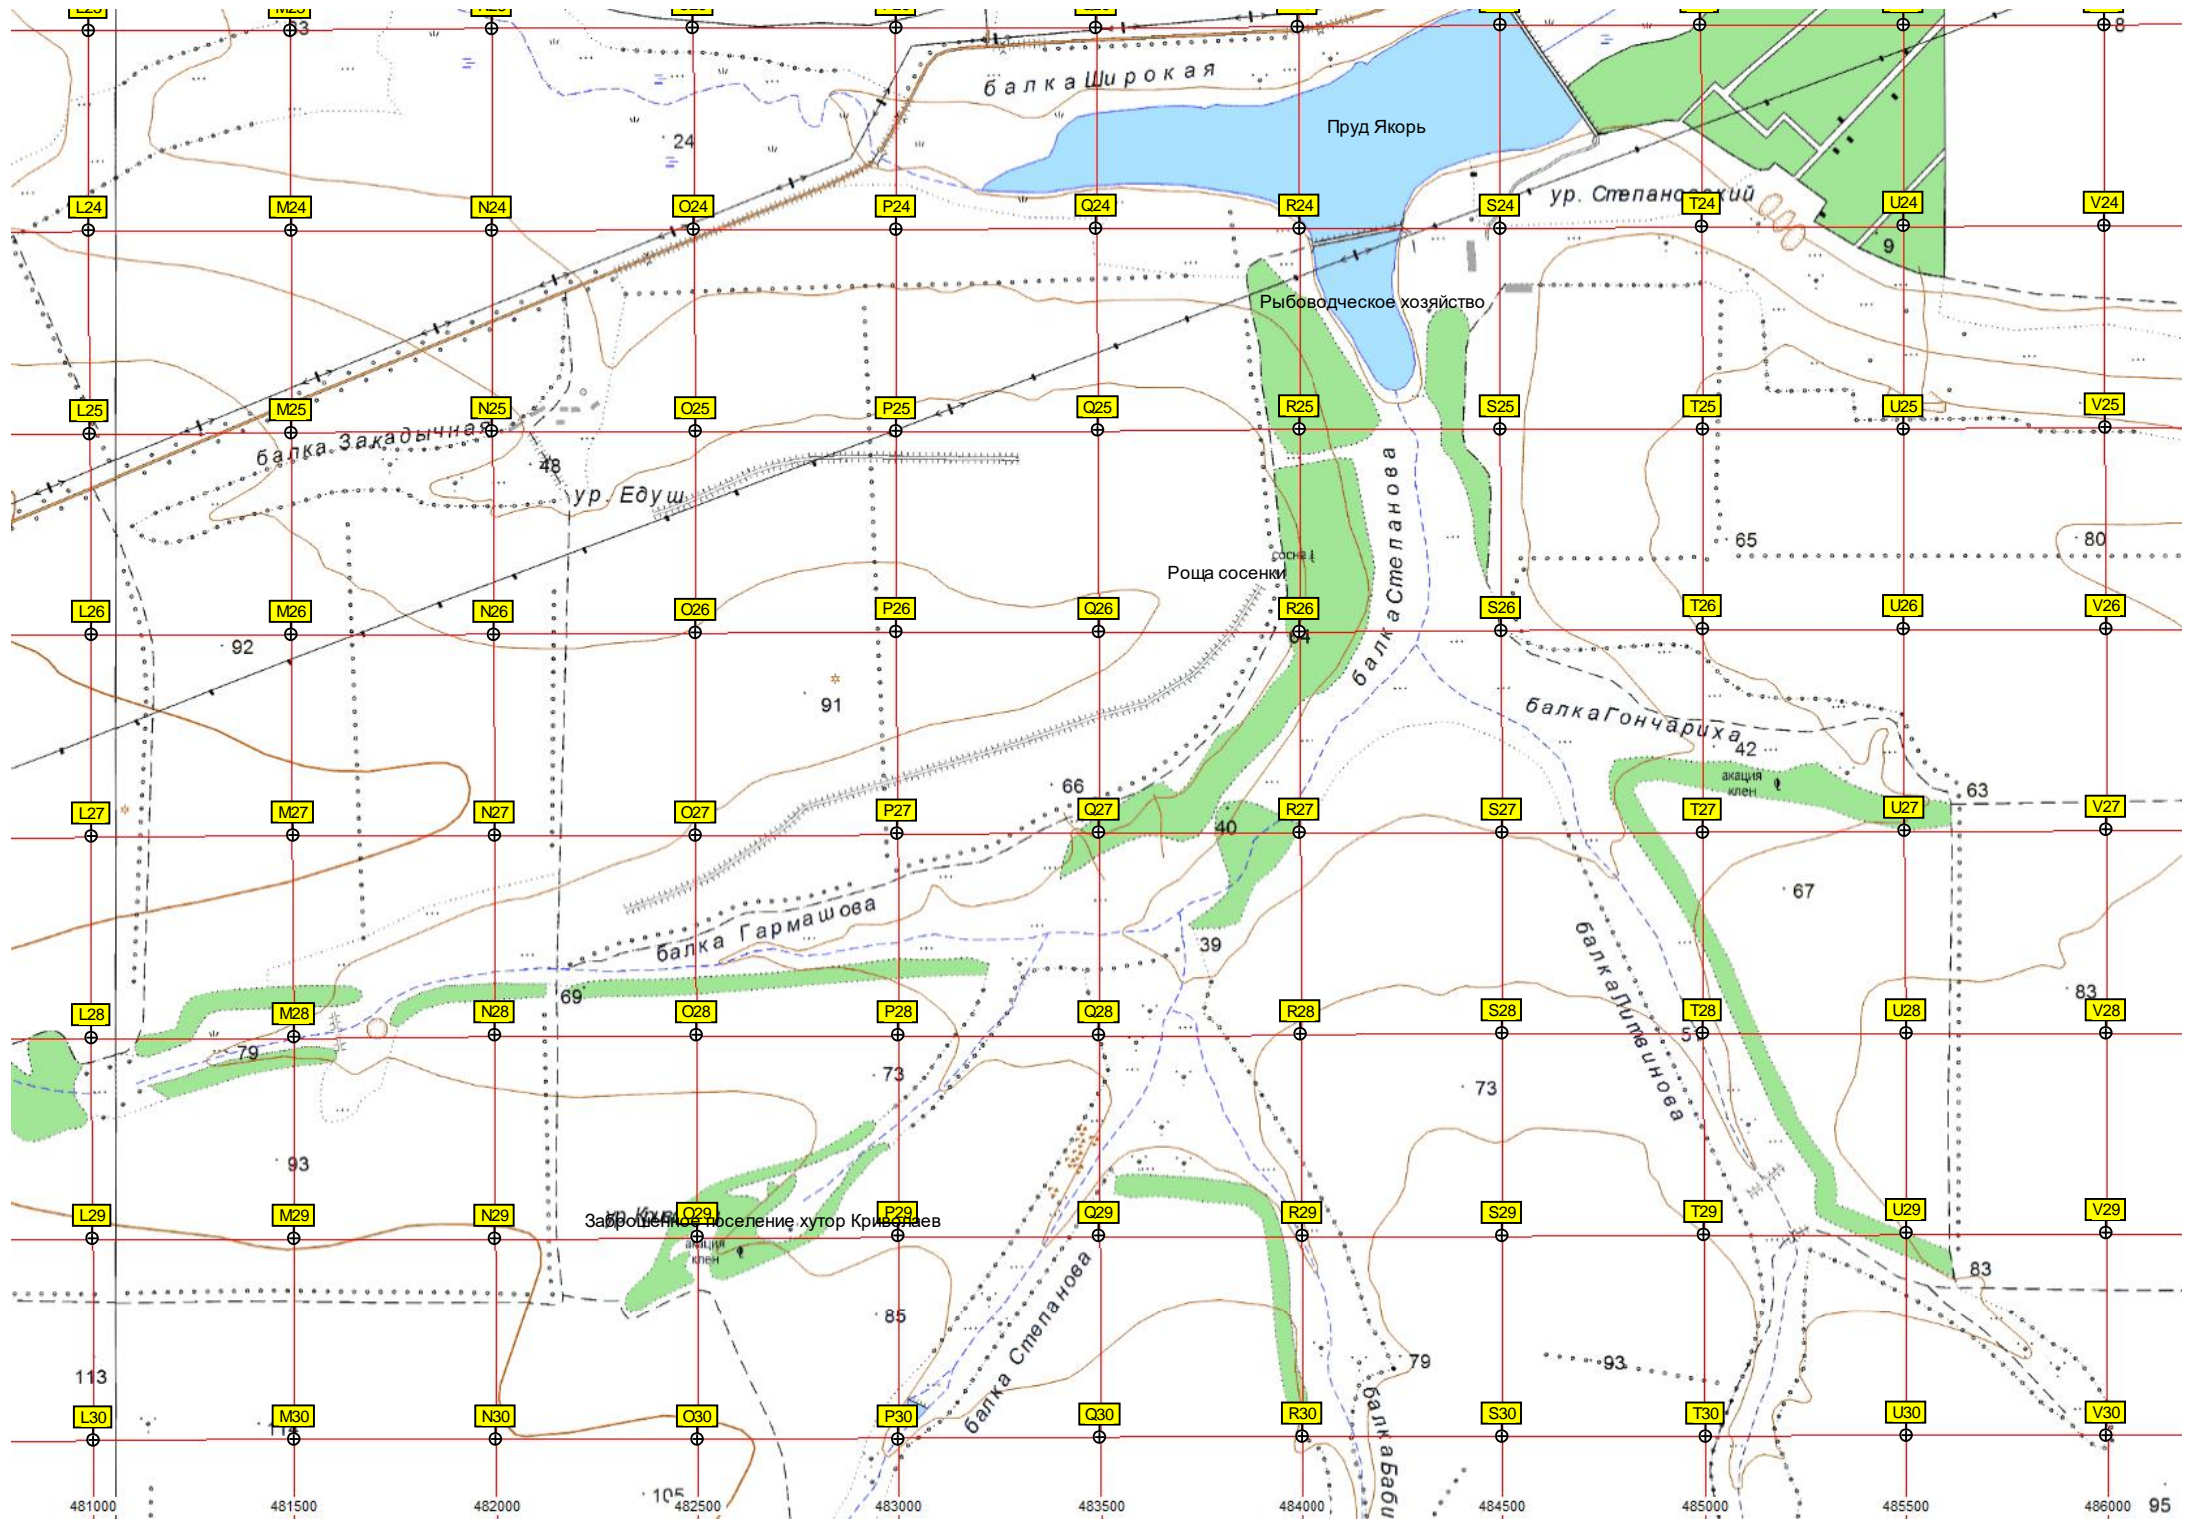 8
балка Широкая
Пруд Якорь
24
ур. Степановский
L24 M24 N24 O24 P24 Q24 R24 S24 T24 U24 V24
9
Рыбоводческое хозяйство
L25 M25 N25 O25 P25 Q25 R25 S25 T25 U25 V25
балка Закадычная
48
ур. Едуш
балка Степанова
65
80
сосна
Роща сосенки
L26 M26 N26 O26 P26 Q26 R26 S26 T26 U26 V26
92
64
91
балка Гончариха
42
66
акация
клен
63
L27 M27 N27 O27 P27 Q27 R27 S27 T27 U27 V27
40
67
балка Гармашова
39
балка Литвинова
69
83
L28 M28 N28 O28 P28 Q28 R28 S28 T28 U28 V28
79
73
73
93
L29 M29 N29 O29 P29 Q29 R29 S29 T29 U29 V29
Заброшенное поселение хутор Криволаев
акация
клен
83
балка Степанова
85
79
93
113
L30 M30 N30 O30 P30 Q30 R30 S30 T30 U30 V30
балка Баби
105
481000 481500 482000 482500 483000 483500 484000 484500 485000 485500 486000 95